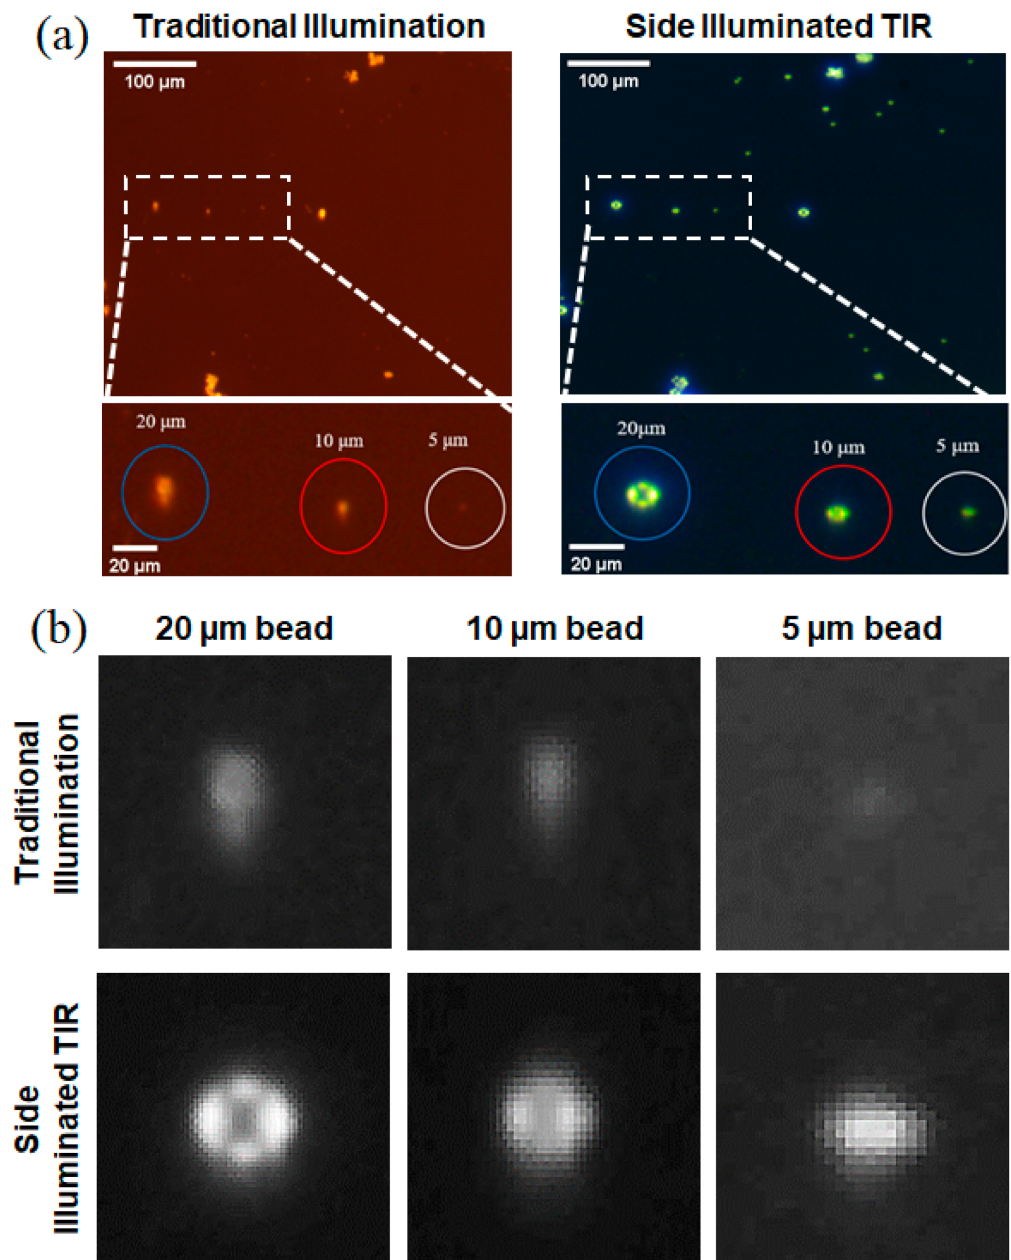 (a)
Traditional Illumination
Side Illuminated TIR
100 µm
100 µm
20 µm
10 µm
5 µm
20 µm
20µm
10 µm
5 µm
20 µm
(b)
20 µm bead
10 µm bead
5 µm bead
Traditional
Illumination
Side
Illuminated TIR